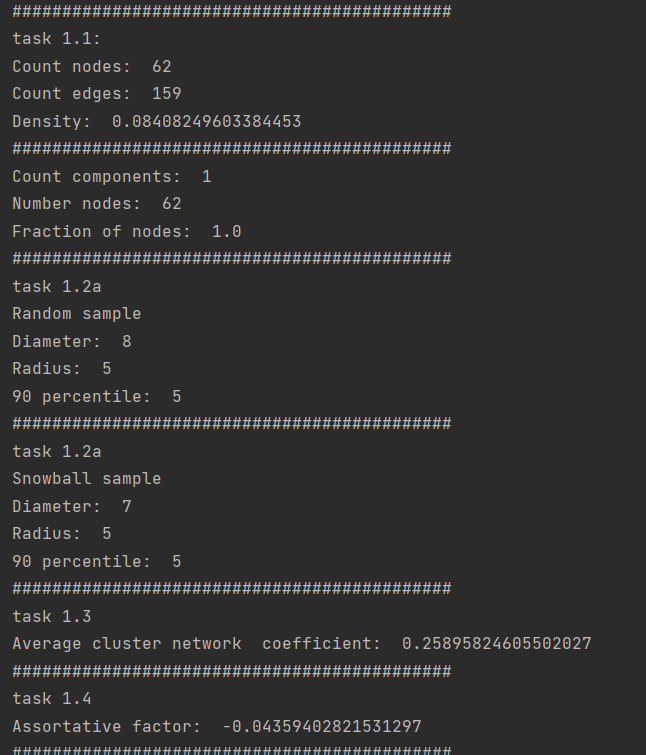 ############################################
task 1.1:
Count nodes:  62
Count edges:  159
Density:  0.08408249603384453
############################################
Count components:  1
Number nodes:  62
Fraction of nodes:  1.0
############################################
task 1.2a
Random sample
Diameter:  8
Radius:  5
90 percentile:  5
############################################
task 1.2a
Snowball sample
Diameter:  7
Radius:  5
90 percentile:  5
############################################
task 1.3
Average cluster network  coefficient:  0.25895824605502027
############################################
task 1.4
Assortative factor:  -0.04359402821531297
############################################